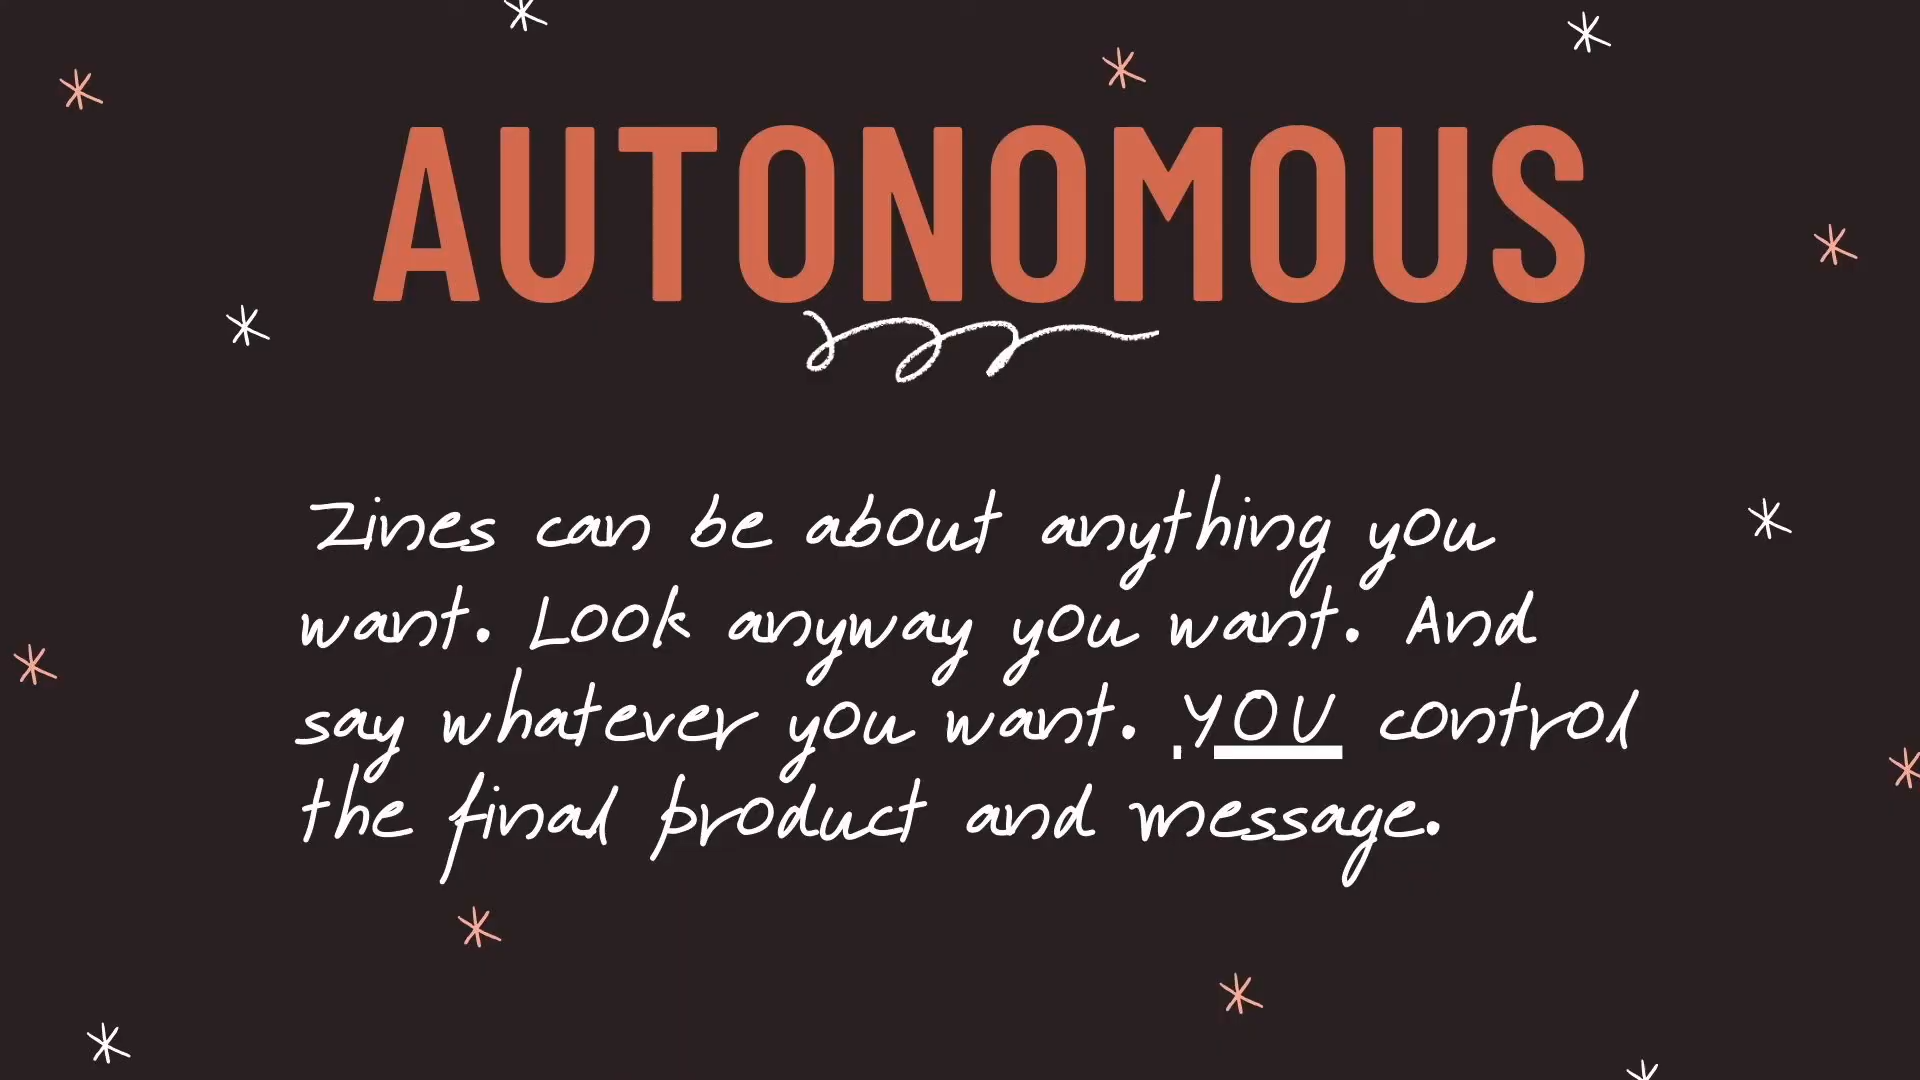 AUTONOMOUS
Zines can be about anything you
want. Look anyway you want. And
say whatever you want. YOU control
the final product and message.